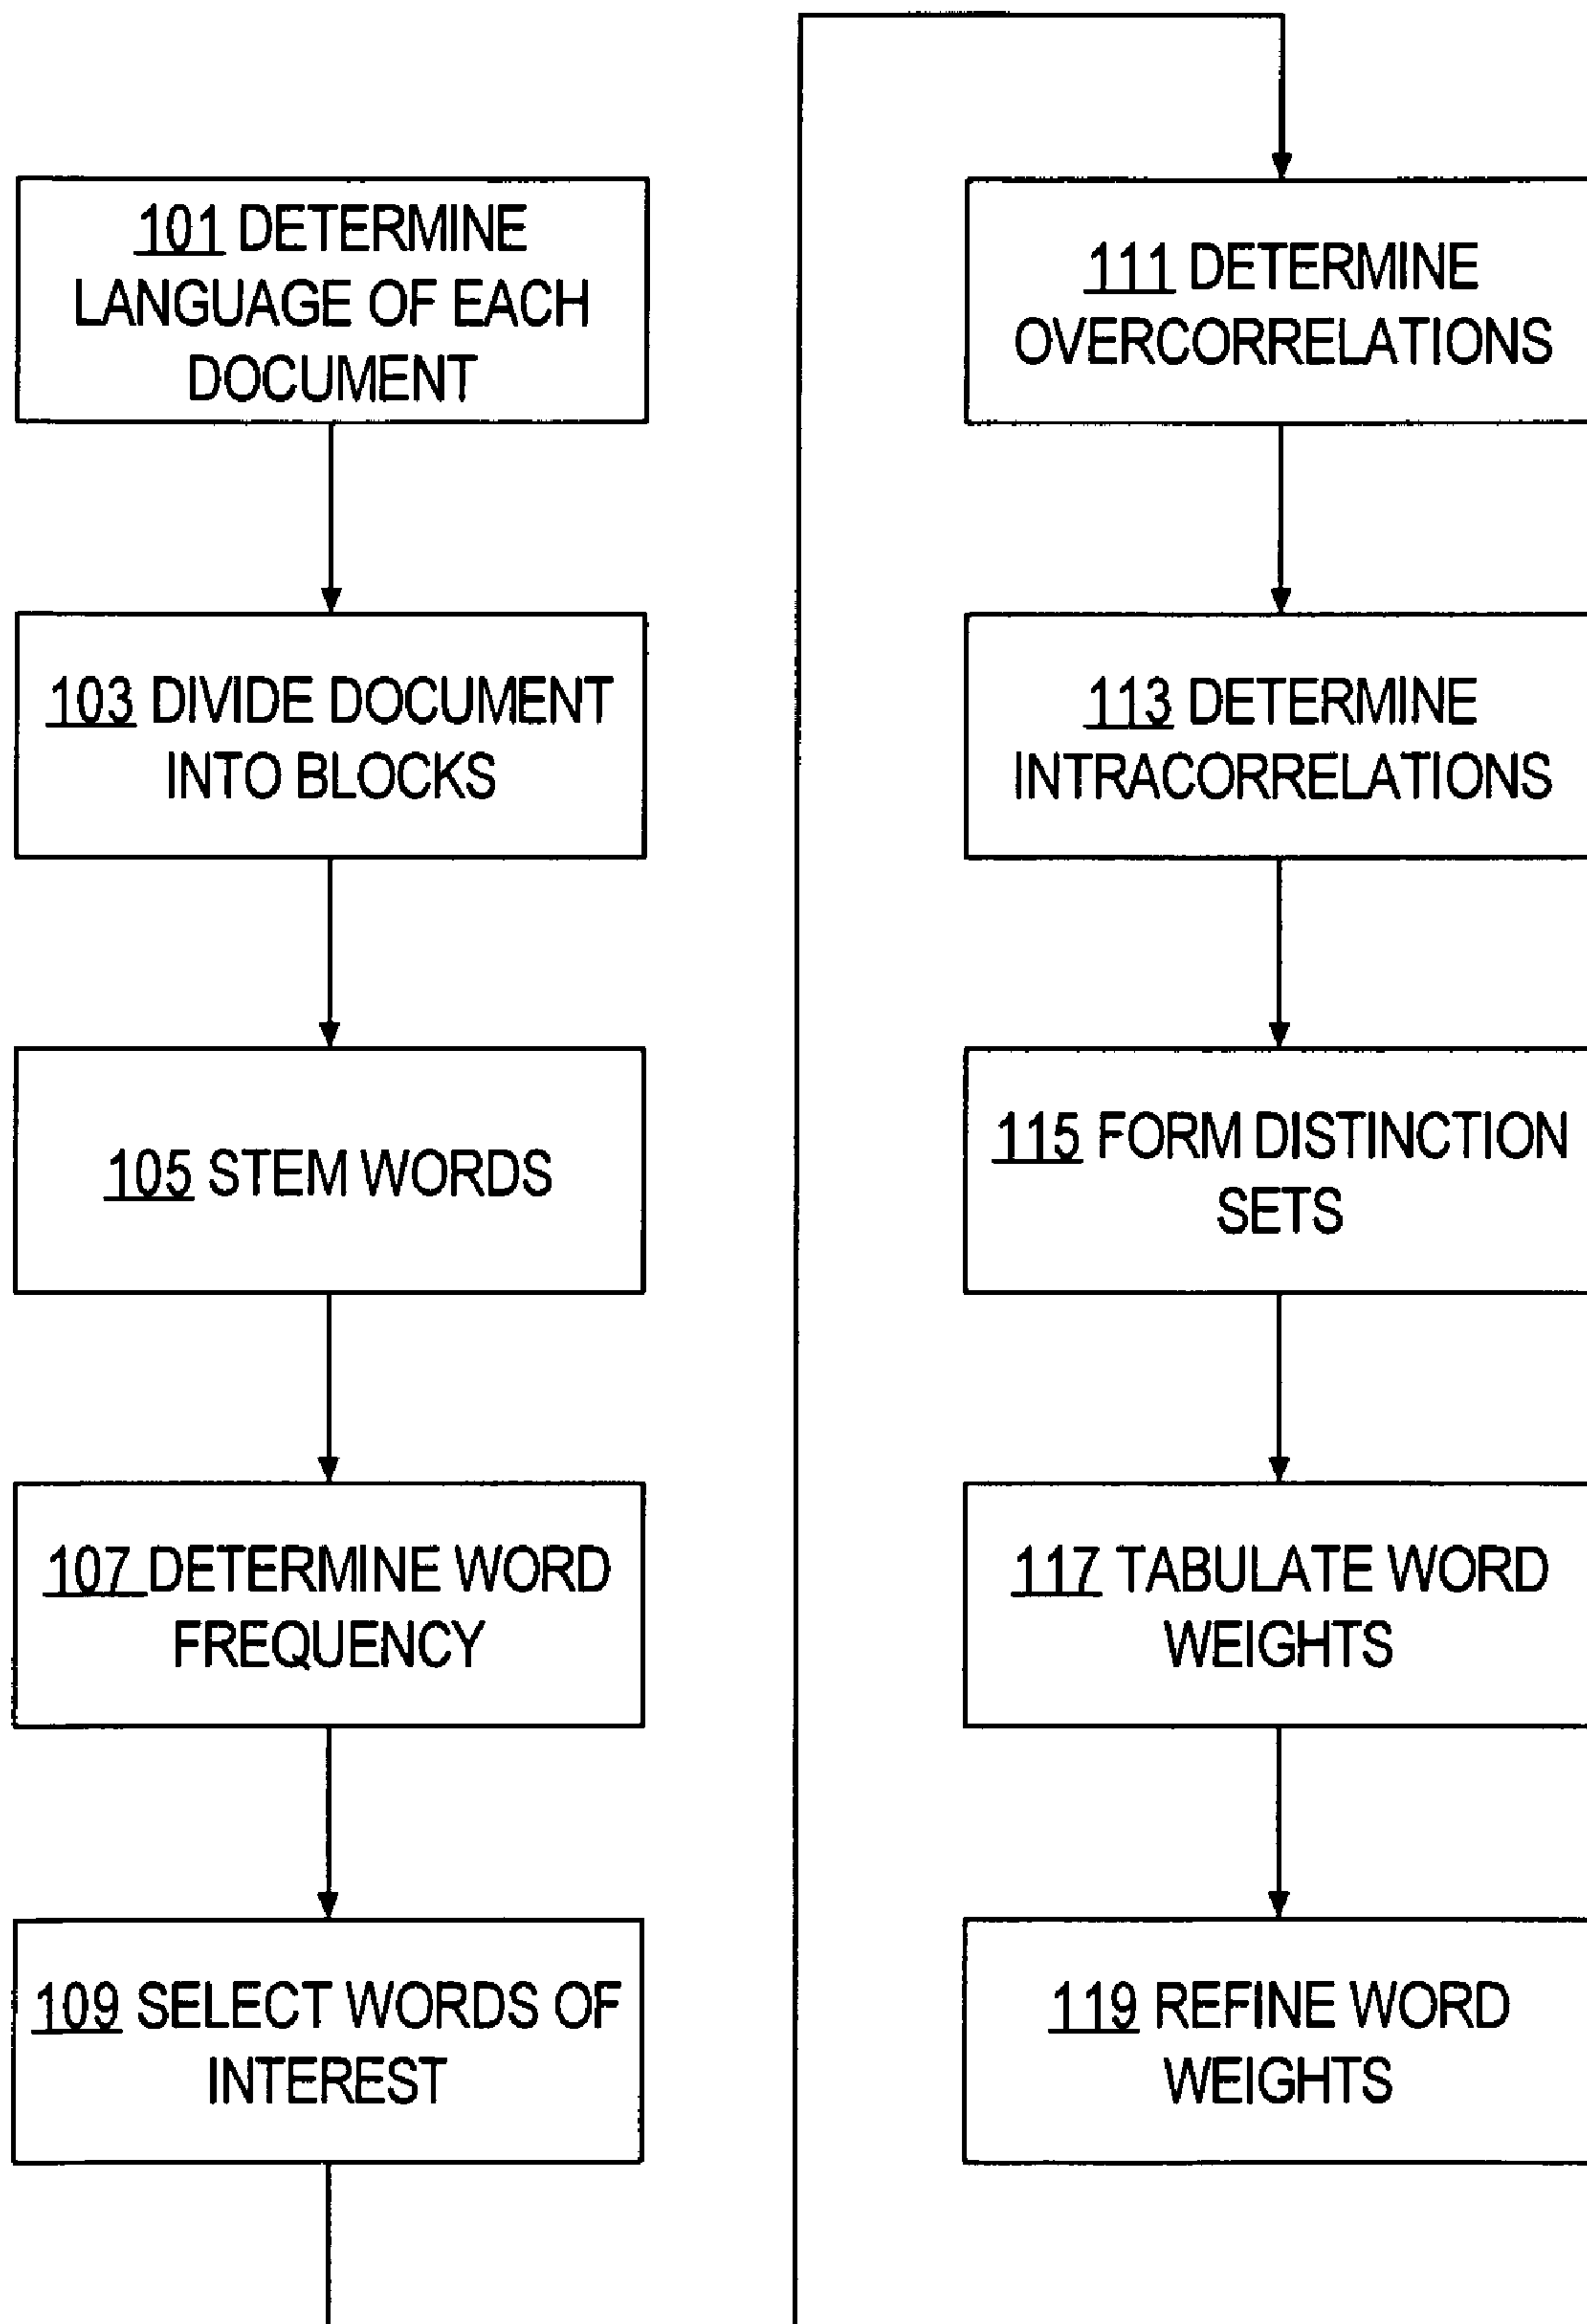 101 DETERMINE
LANGUAGE OF EACH
DOCUMENT
103 DIVIDE DOCUMENT
INTO BLOCKS
105 STEM WORDS
107 DETERMINE WORD
FREQUENCY
109 SELECT WORDS OF
INTEREST
111 DETERMINE
OVERCORRELATIONS
113 DETERMINE
INTRACORRELATIONS
115 FORM DISTINCTION
SETS
117 TABULATE WORD
WEIGHTS
119 REFINE WORD
WEIGHTS